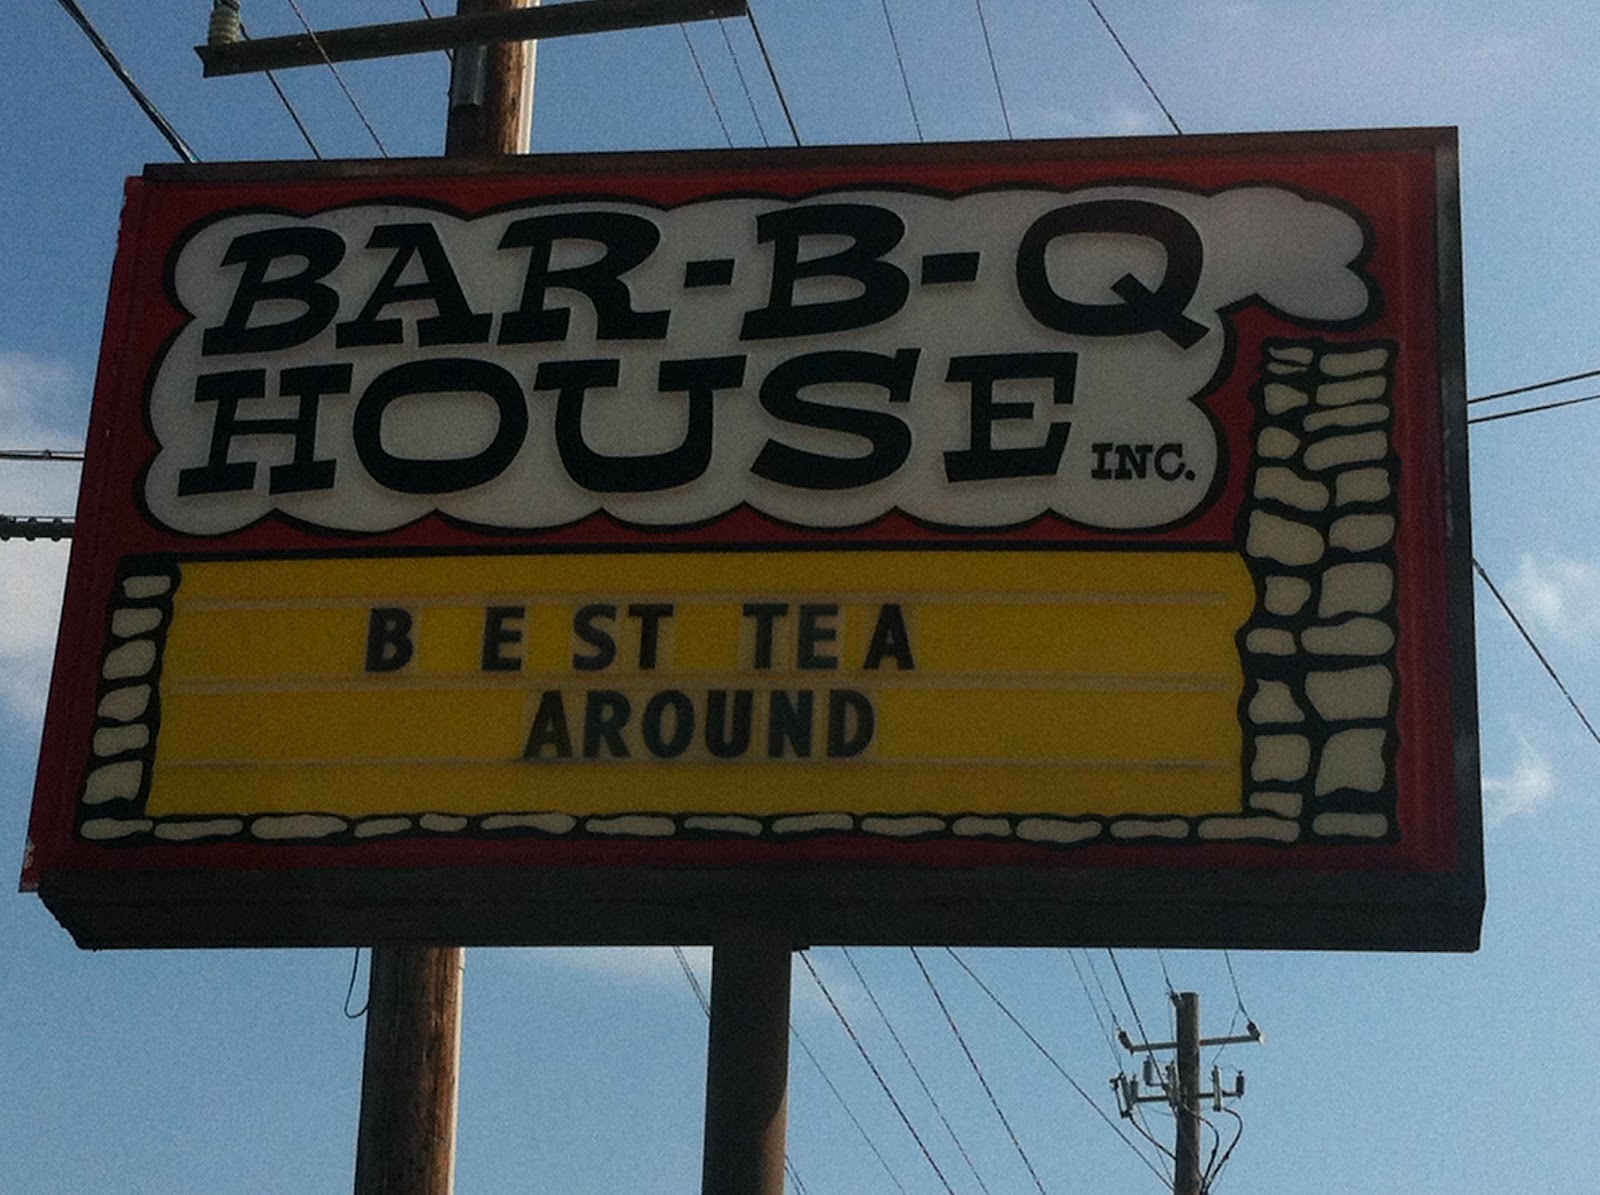 BAR-B-Q
HOUSE INC.
BEST TEA
AROUND